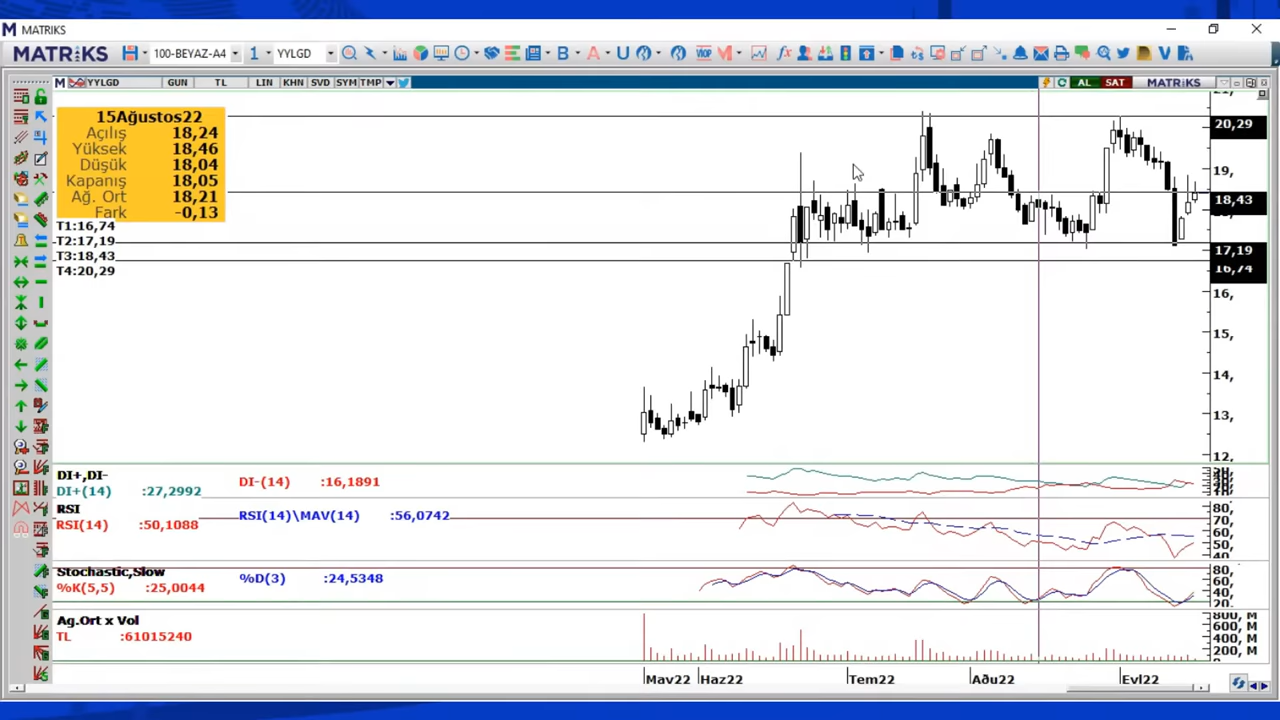 MATRIKS
MATRIKS 100-BEYAZ-A4 1 YYLGD B A U WOP M fx V
M YYLGD GUN TL LIN KHN SVD SYM TMP AL SAT MATRiKS
15Ağustos22
Açılış 18,24
Yüksek 18,46
Düşük 18,04
Kapanış 18,05
Ağ. Ort 18,21
Fark -0,13
T1:16,74
T2:17,19
T3:18,43
T4:20,29
20,29
19,
18,43
17,19
16,74
16,
15,
14,
13,
12,
DI+,DI-
DI+(14) :27,2992 DI-(14) :16,1891
RSI
RSI(14) :50,1088 RSI(14)\MAV(14) :56,0742
80,
70,
60,
50,
40,
Stochastic,Slow
%K(5,5) :25,0044 %D(3) :24,5348
80,
60,
40,
20,
Ag.Ort x Vol
TL :61015240
800, M
600, M
400, M
200, M
May22 Haz22 Tem22 Aðu22 Evl22